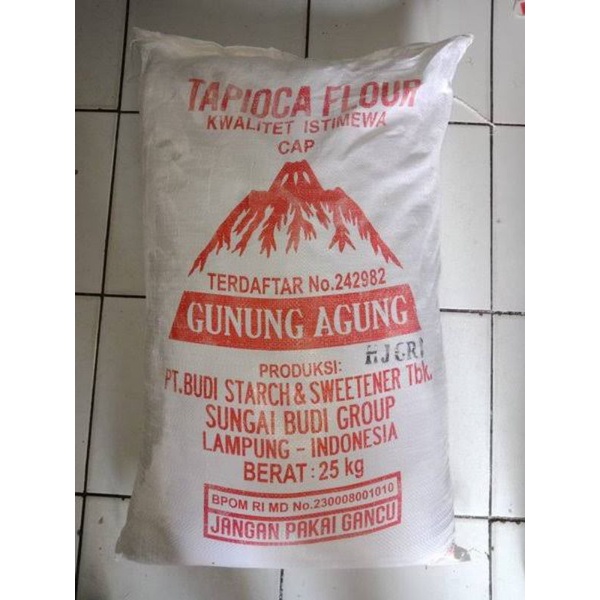 TAPIOCA FLOUR
KWALITET ISTIMEWA
CAP
TERDAFTAR No.242982
GUNUNG AGUNG
PRODUKSI:
PT.BUDI STARCH & SWEETENER Tbk.
SUNGAI BUDI GROUP
LAMPUNG - INDONESIA
BERAT : 25 kg
BPOM RI MD No.230008001010
JANGAN PAKAI GANCU